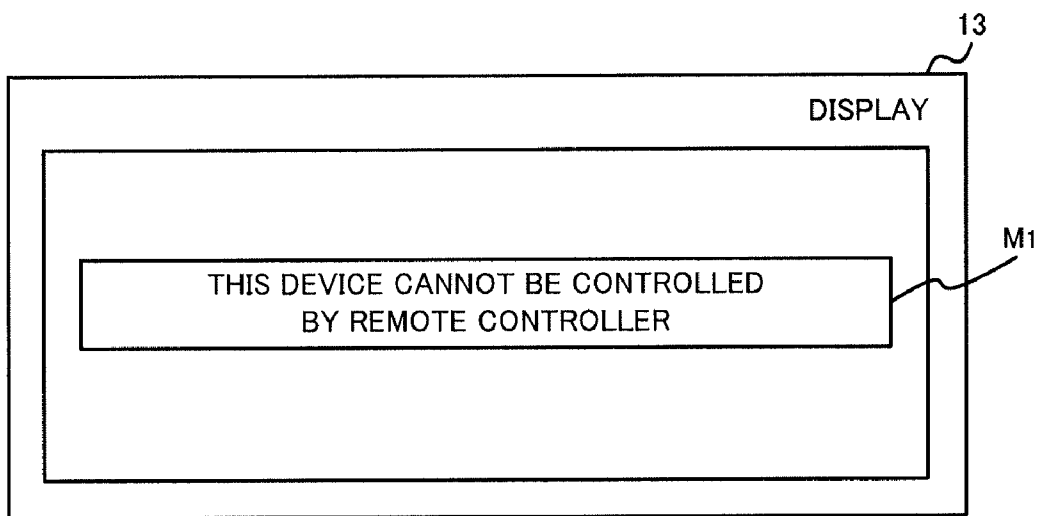 13
DISPLAY
THIS DEVICE CANNOT BE CONTROLLED
BY REMOTE CONTROLLER
M1